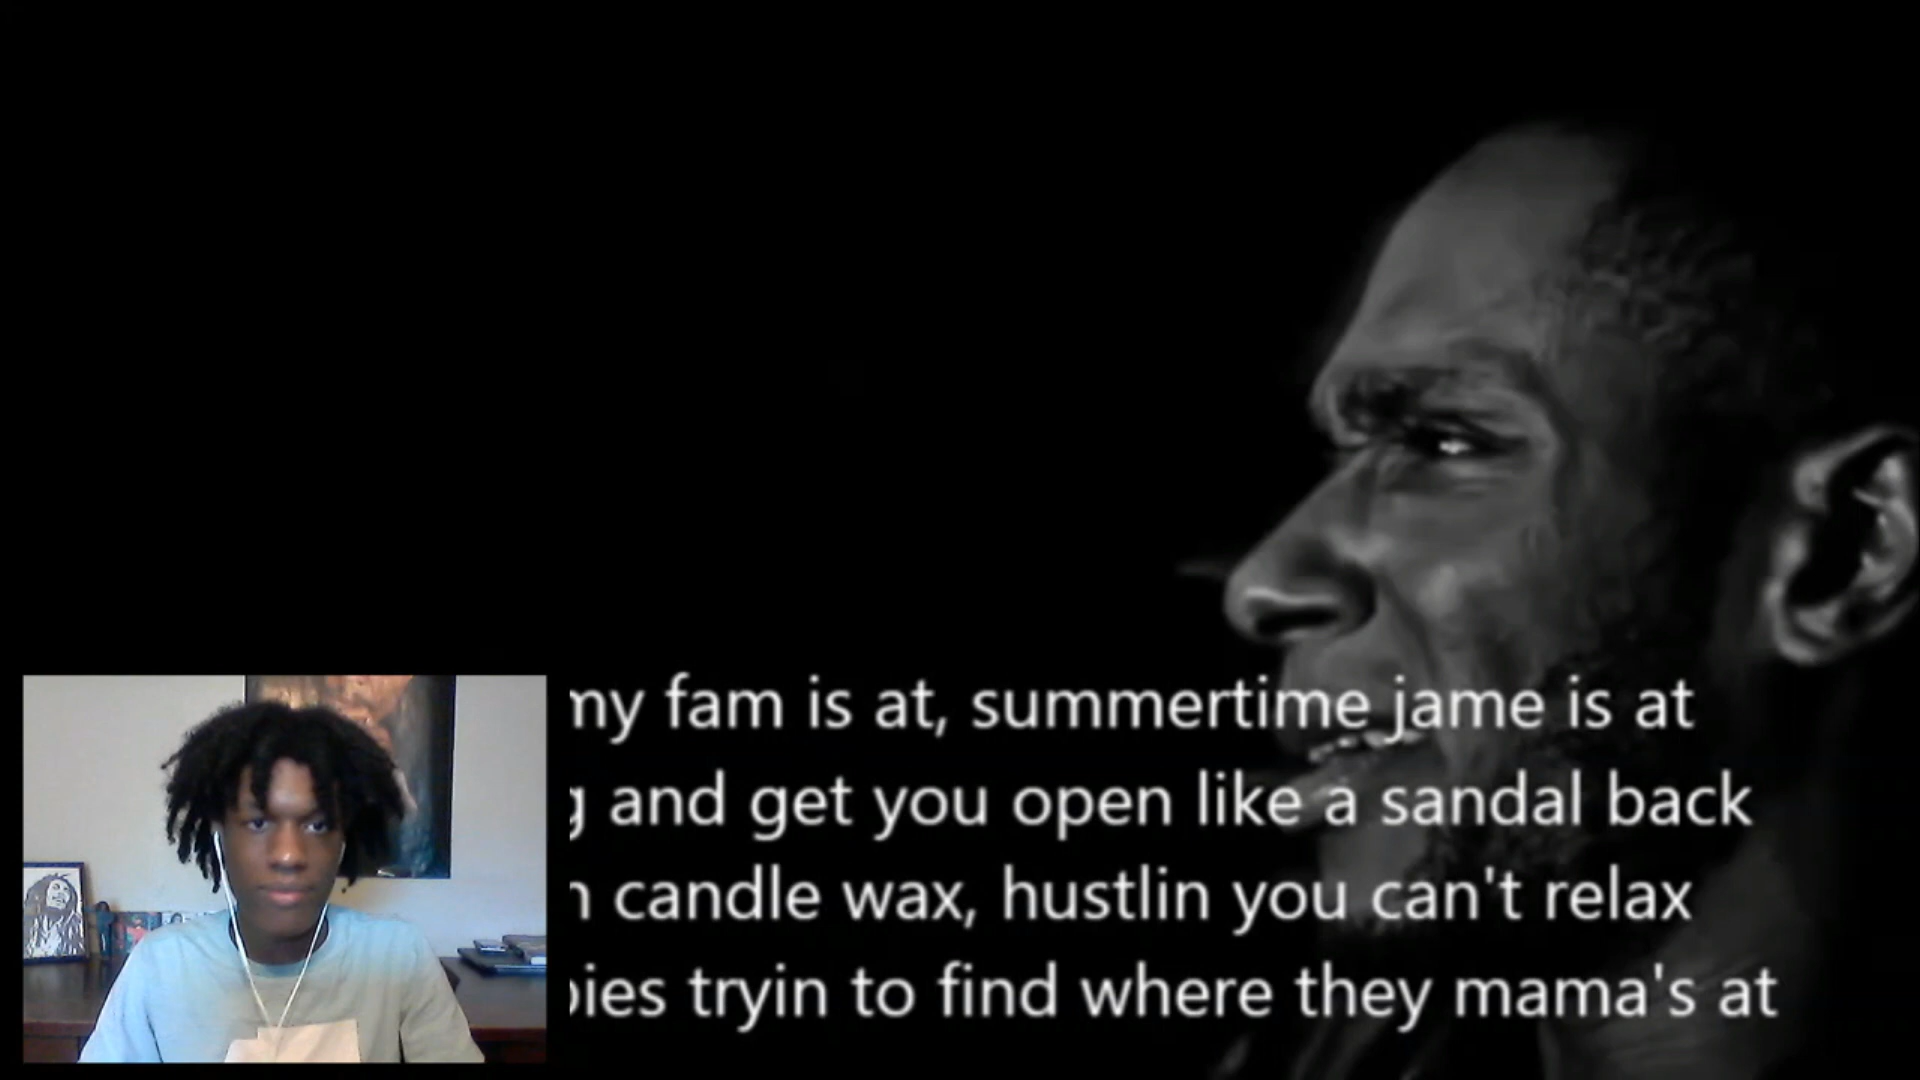 my fam is at, summertime jame is at
and get you open like a sandal back
candle wax, hustlin you can't relax
tryin to find where they mama's at